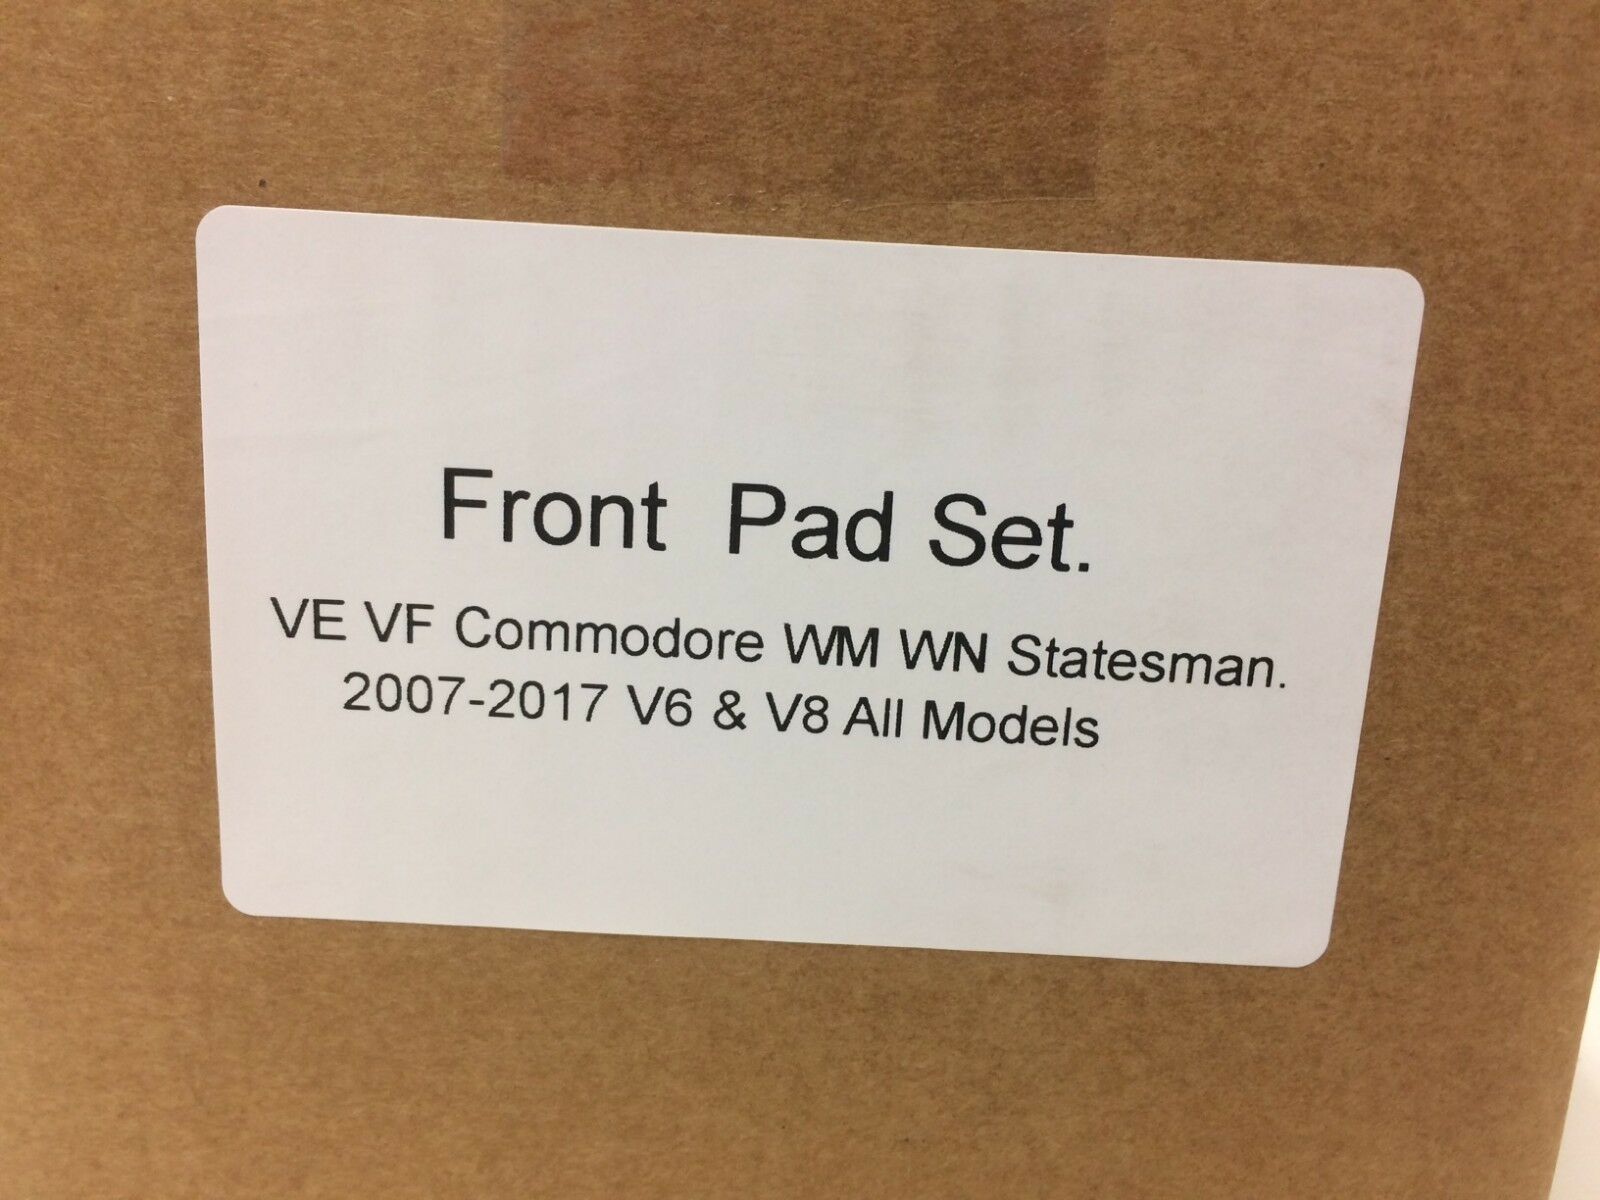 Front Pad Set.
VE VF Commodore WM WN Statesman.
2007-2017 V6 & V8 All Models